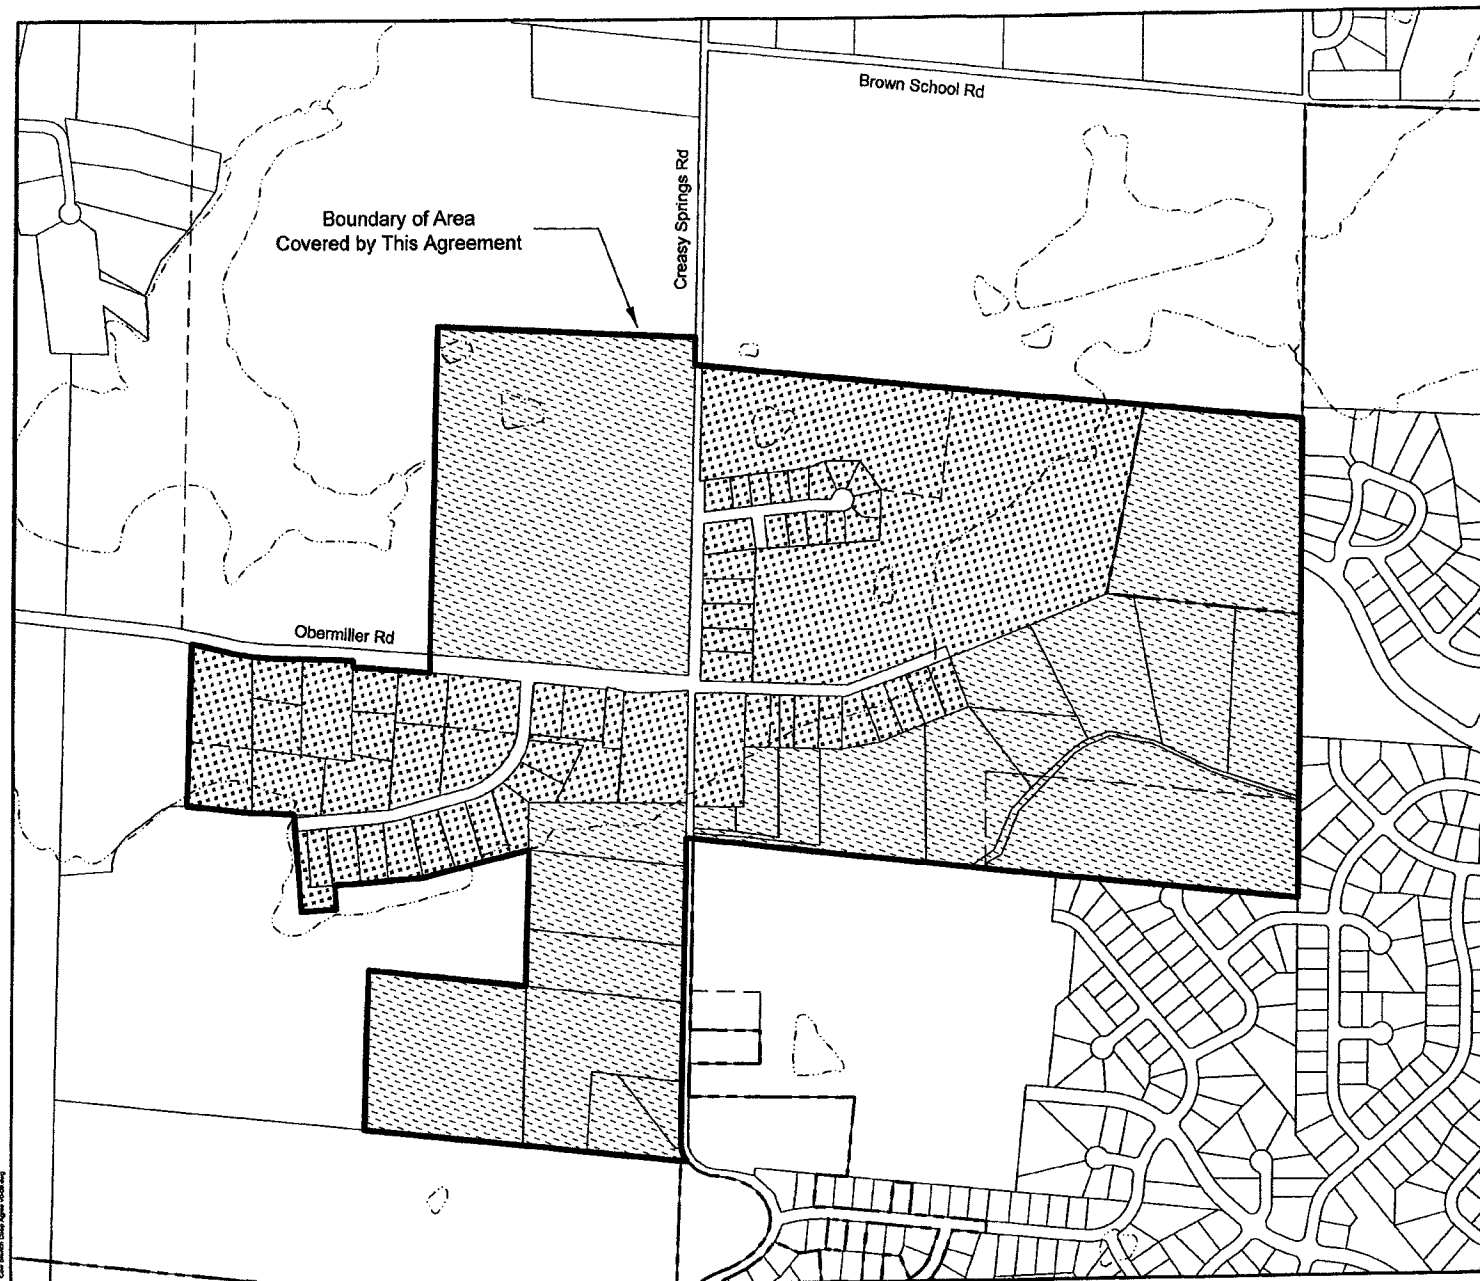 Brown School Rd
Creasy Springs Rd
Boundary of Area
Covered by This Agreement
Obermiller Rd